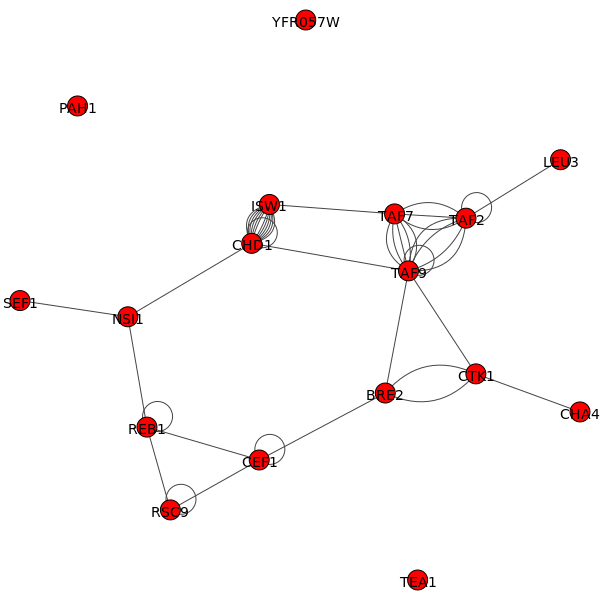 YFR057W
PAH1
LEU3
ISW1
TAF7
TAF2
CHD1
TAF9
SEF1
NSI1
CTK1
BRE2
CHA4
REB1
CEF1
RSC9
TEA1